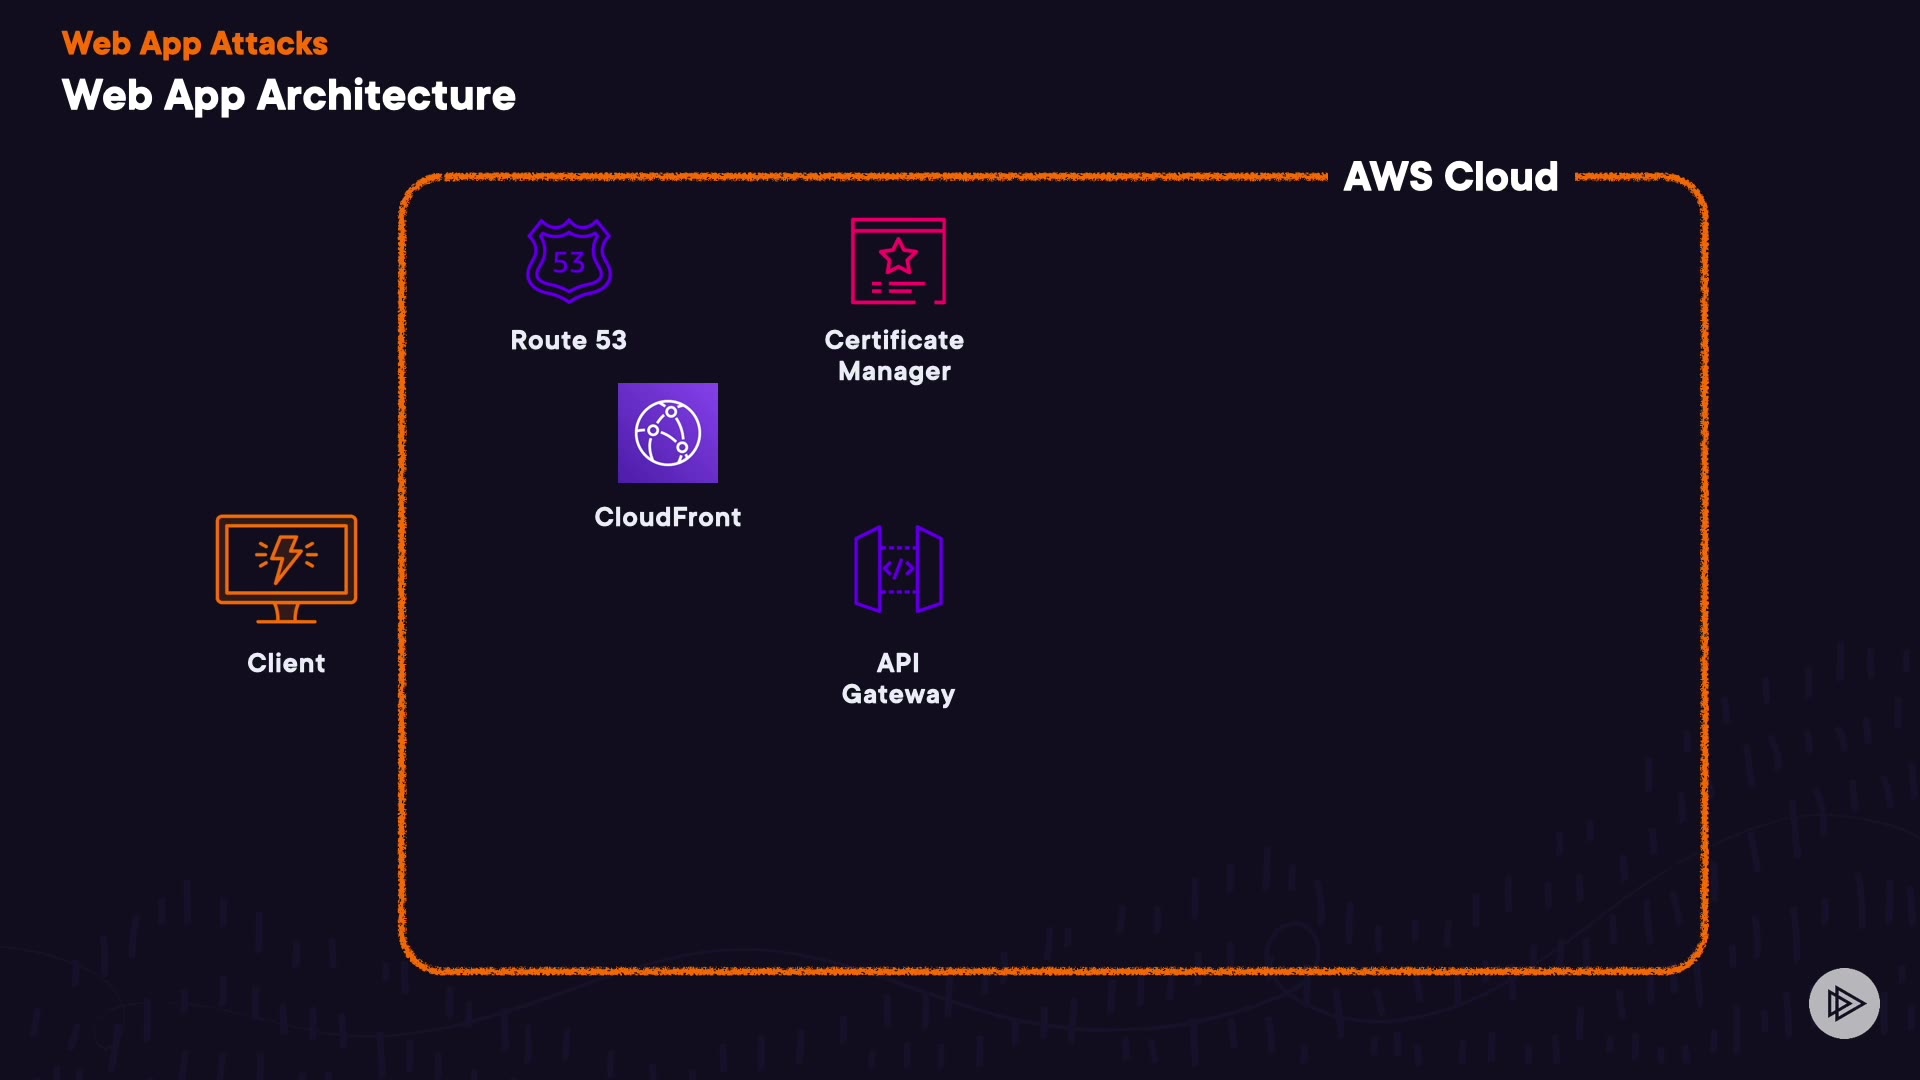 Web App Attacks
Web App Architecture
AWS Cloud
53
Route 53
Certificate
Manager
CloudFront
Client
</>
API
Gateway